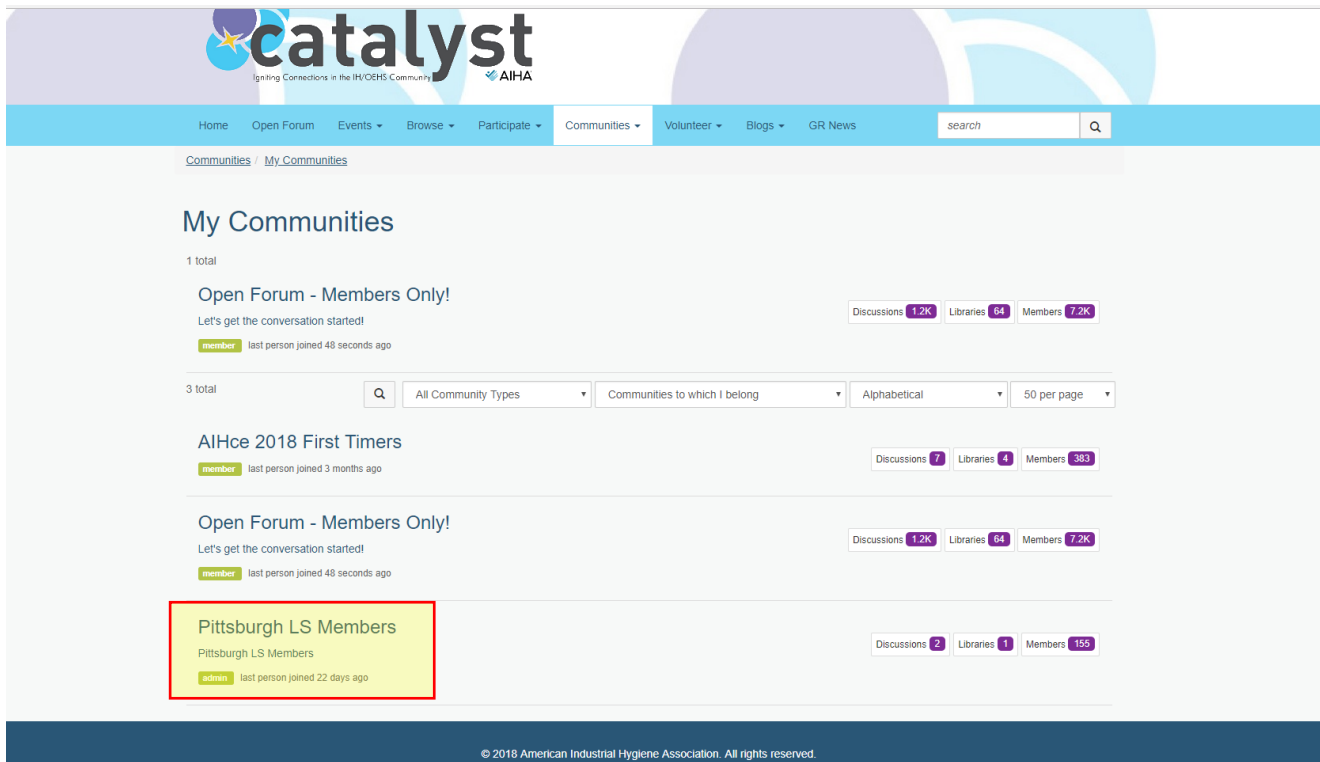 catalyst
Igniting Connections in the IH/OEHS Community
AIHA
Home Open Forum Events Browse Participate Communities Volunteer Blogs GR News search
Communities / My Communities
My Communities
1 total
Open Forum - Members Only!
Discussions 1.2K Libraries 64 Members 7.2K
Let's get the conversation started!
member last person joined 48 seconds ago
3 total All Community Types Communities to which I belong Alphabetical 50 per page
AIHce 2018 First Timers
Discussions 7 Libraries 4 Members 383
member last person joined 3 months ago
Open Forum - Members Only!
Discussions 1.2K Libraries 64 Members 7.2K
Let's get the conversation started!
member last person joined 48 seconds ago
Pittsburgh LS Members
Discussions 2 Libraries 1 Members 155
Pittsburgh LS Members
admin last person joined 22 days ago
© 2018 American Industrial Hygiene Association. All rights reserved.